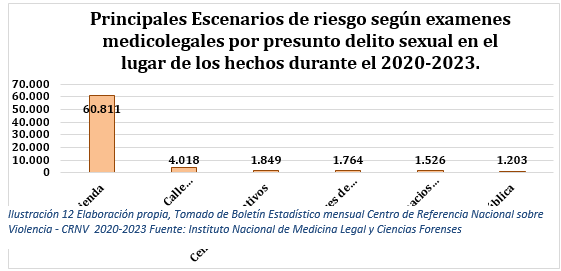 Principales Escenarios de riesgo según examenes
medicolegales por presunto delito sexual en el
lugar de los hechos durante el 2020-2023.
70.000
60.000
50.000
40.000
30.000
20.000
10.000
0
60.811
4.018
1.849
1.764
1.526
1.203
Calle...
Ilustración 12 Elaboración propia, Tomado de Boletín Estadístico mensual Centro de Referencia Nacional sobre
Violencia - CRNV 2020-2023 Fuente: Instituto Nacional de Medicina Legal y Ciencias Forenses